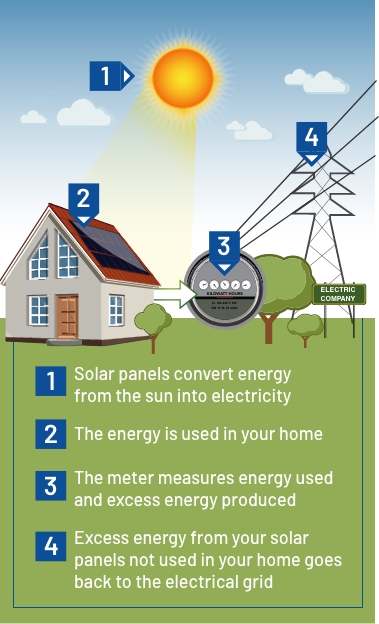 1
4
2
3
KILOWATT HOURS
ELECTRIC
COMPANY
1 Solar panels convert energy
from the sun into electricity
2 The energy is used in your home
3 The meter measures energy used
and excess energy produced
4 Excess energy from your solar
panels not used in your home goes
back to the electrical grid